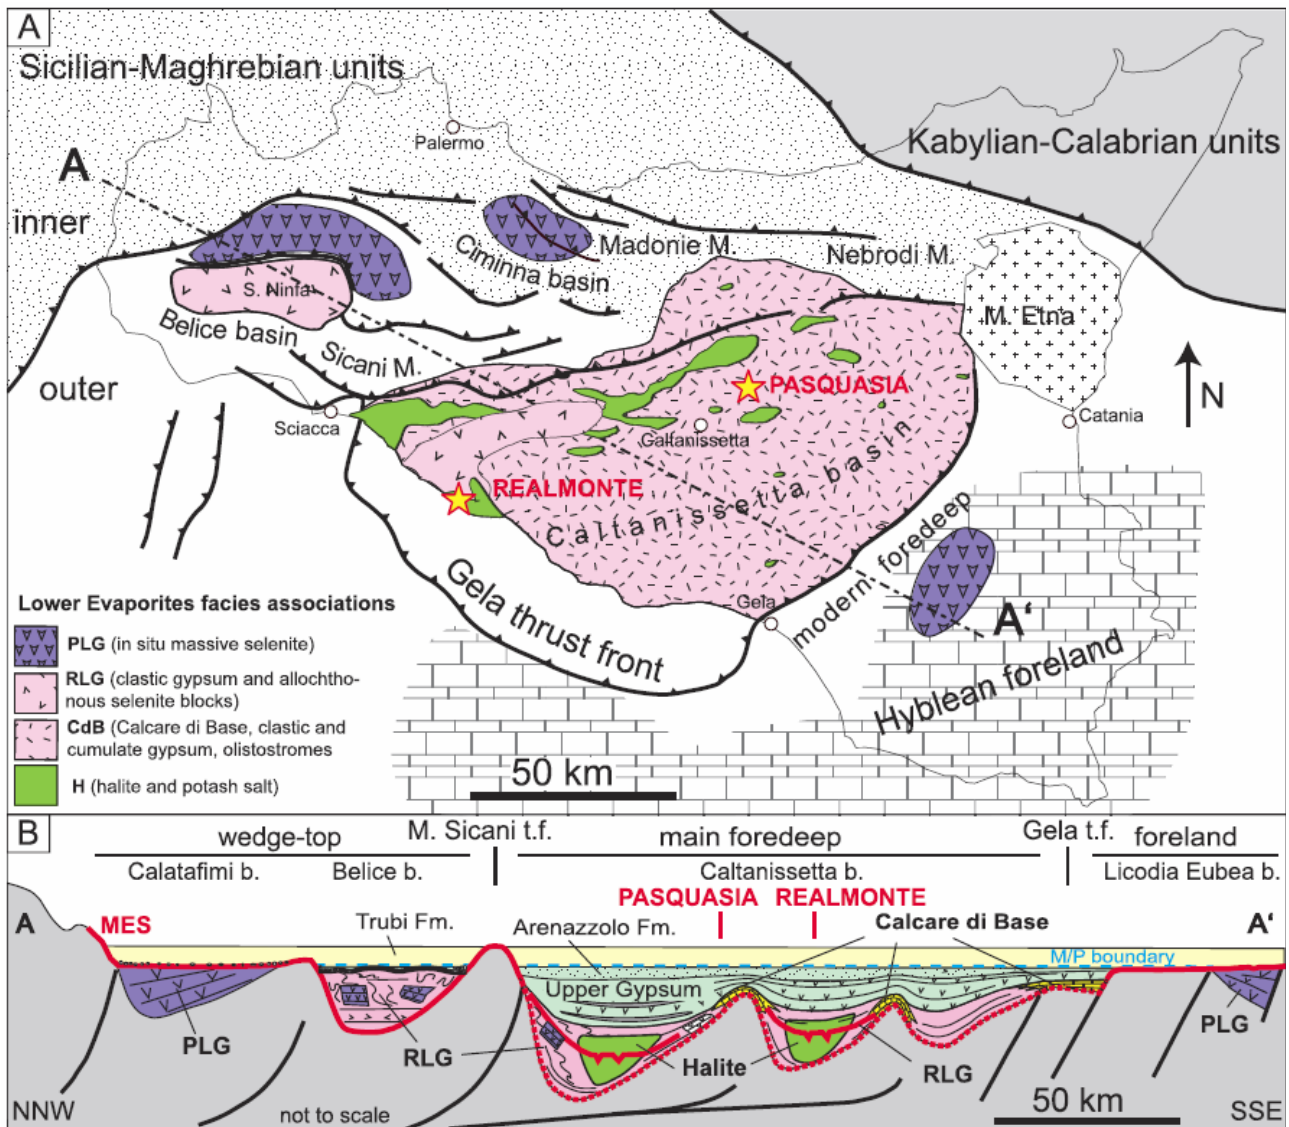 A
Sicilian-Maghrebian units
Kabylian-Calabrian units
Palermo
A
inner
Madonie M.
Nebrodi M.
Ciminna basin
S. Ninfa
M. Etna
Belice basin
Sicani M.
outer
PASQUASIA
N
Sciacca
Caltanissetta
Catania
REALMONTE
Caltanissetta basin
modern foredeep
Gela thrust front
Gela
A'
Hyblean foreland
Lower Evaporites facies associations
PLG (in situ massive selenite)
RLG (clastic gypsum and allochtho-
nous selenite blocks)
CdB (Calcare di Base, clastic and
cumulate gypsum, olistostromes
H (halite and potash salt)
50 km
B
wedge-top
M. Sicani t.f.
main foredeep
Gela t.f.
foreland
Calatafimi b.
Belice b.
Caltanissetta b.
Licodia Eubea b.
PASQUASIA
REALMONTE
A
MES
Trubi Fm.
Arenazzolo Fm.
Calcare di Base
A'
M/P boundary
Upper Gypsum
PLG
RLG
Halite
RLG
PLG
NNW
not to scale
50 km
SSE